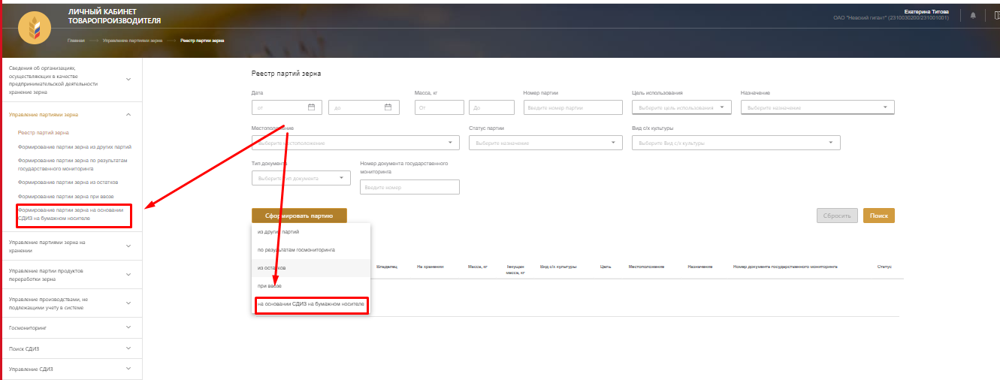 ЛИЧНЫЙ КАБИНЕТ
ТОВАРОПРОИЗВОДИТЕЛЯ
Екатерина Титова
ОАО "Невский гигант" (2310030200/231001001)
Главная → Управление партиями зерна → Реестр партии зерна
Сведения об организациях,
осуществляющих в качестве
предпринимательской деятельности
хранение зерна
Управление партиями зерна
Реестр партий зерна
Формирование партии зерна из других партий
Формирование партии зерна по результатам
государственного мониторинга
Формирование партии зерна из остатков
Формирование партии зерна при ввозе
Формирование партии зерна на основании
СДИЗ на бумажном носителе
Управление партиями зерна на
хранении
Управление партии продуктов
переработки зерна
Управление производствами, не
подлежащими учету в системе
Госмониторинг
Поиск СДИЗ
Управление СДИЗ
Реестр партий зерна
Дата
Масса, кг
Номер партии
Цель использования
Назначение
от
до
От
До
Введите номер партии
Выберите цель использования
Выберите назначение
Местоположение
Статус партии
Вид с/х культуры
Выберите местоположение
Выберите назначение
Выберите Вид с/х культуры
Тип документа
Номер документа государственного
мониторинга
Выберите тип документа
Введите номер
Сформировать партию
Сбросить
Поиск
из других партий
по результатам госмониторинга
из остатков
при ввозе
на основании СДИЗ на бумажном носителе
Владелец
На хранении
Масса, кг
Текущая
масса, кг
Вид с/х культуры
Цель
Местоположение
Назначение
Номер документа государственного мониторинга
Статус